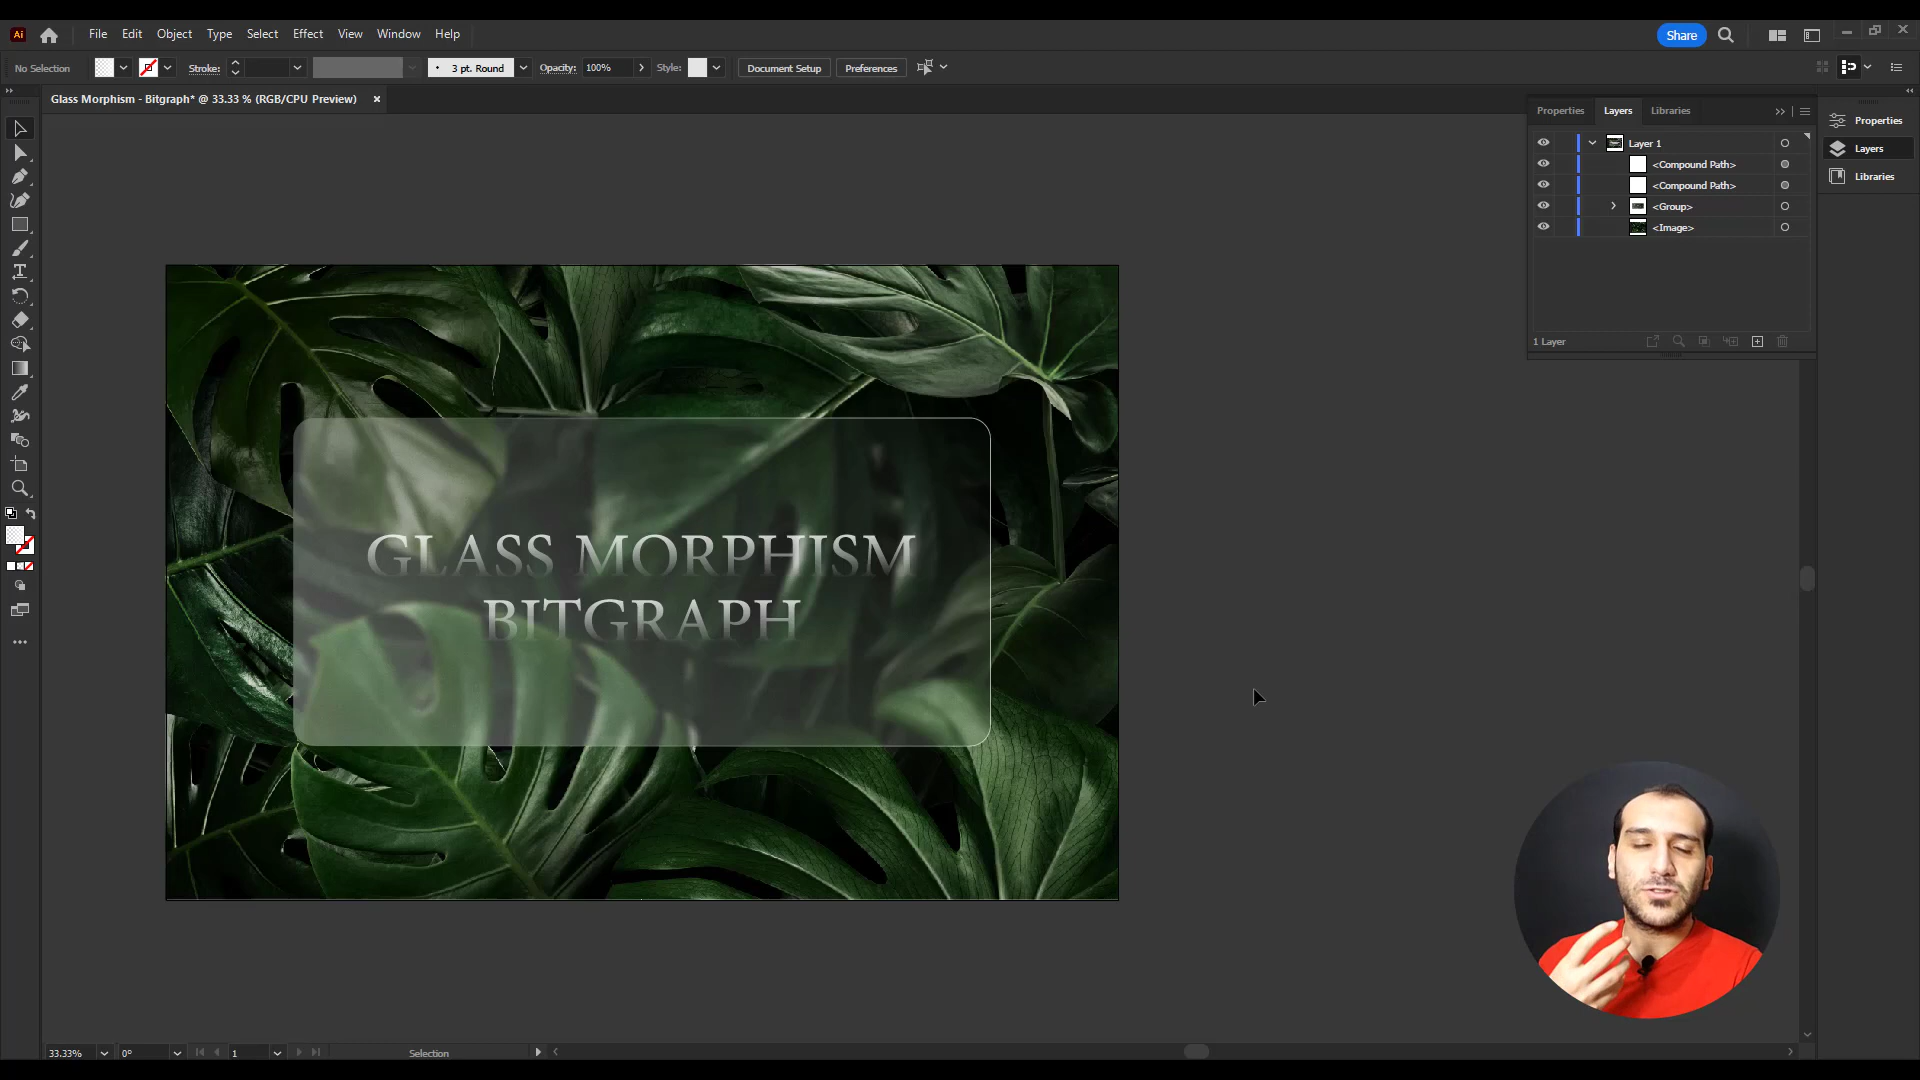 Ai File Edit Object Type Select Effect View Window Help Share
No Selection Stroke: 3 pt. Round Opacity: 100% Style: Document Setup Preferences
Glass Morphism - Bitgraph* @ 33.33 % (RGB/CPU Preview) ×
Properties Layers Libraries
Layer 1
<Compound Path>
<Compound Path>
<Group>
<Image>
1 Layer
Properties
Layers
Libraries
GLASS MORPHISM
BITGRAPH
33.33% 0° 1 Selection